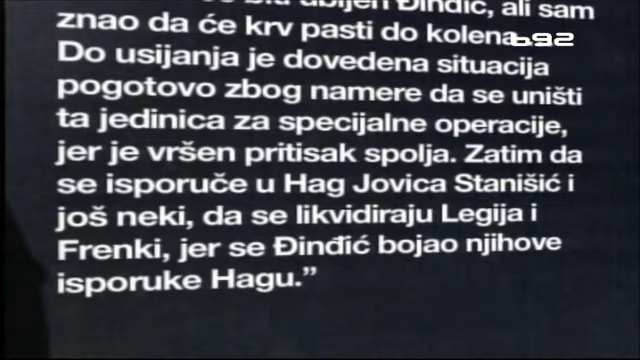 ubijen Đinđić, ali sam
znao da će krv pasti do kolena
Do usijanja je dovedena situacija
pogotovo zbog namere da se uništi
ta jedinica za specijalne operacije,
jer je vršen pritisak spolja. Zatim da
se isporuče u Hag Jovica Stanišić i
još neki, da se likvidiraju Legija i
Frenki, jer se Đinđić bojao njihove
isporuke Hagu.”
B92